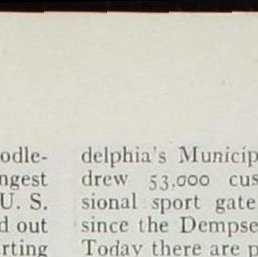 odle-
ngest
U. S.
d out
rting
delphia's Municip
drew 53,000 cus
sional sport gate
since the Dempse
Today there are p